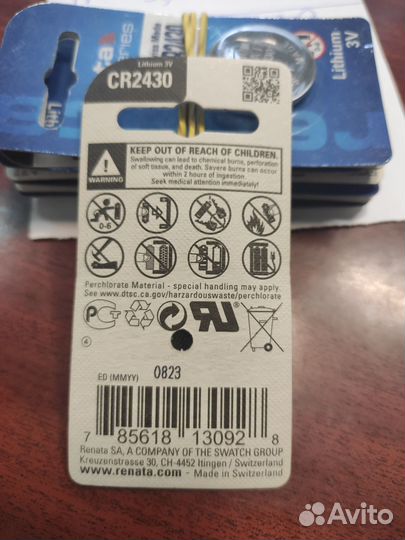 Lithium 3V
CR2430
Lithium
3V
WARNING
KEEP OUT OF REACH OF CHILDREN.
Swallowing can lead to chemical burns, perforation
of soft tissue, and death. Severe burns can occur
within 2 hours of ingestion.
Seek medical attention immediately!
0-6
Perchlorate Material - special handling may apply.
See www.dtsc.ca.gov/hazardouswaste/perchlorate
ED (MMYY) 0823
7 85618 13092 8
Renata SA, A COMPANY OF THE SWATCH GROUP
Kreuzenstrasse 30, CH-4452 Itingen / Switzerland
www.renata.com - Made in Switzerland
Avito